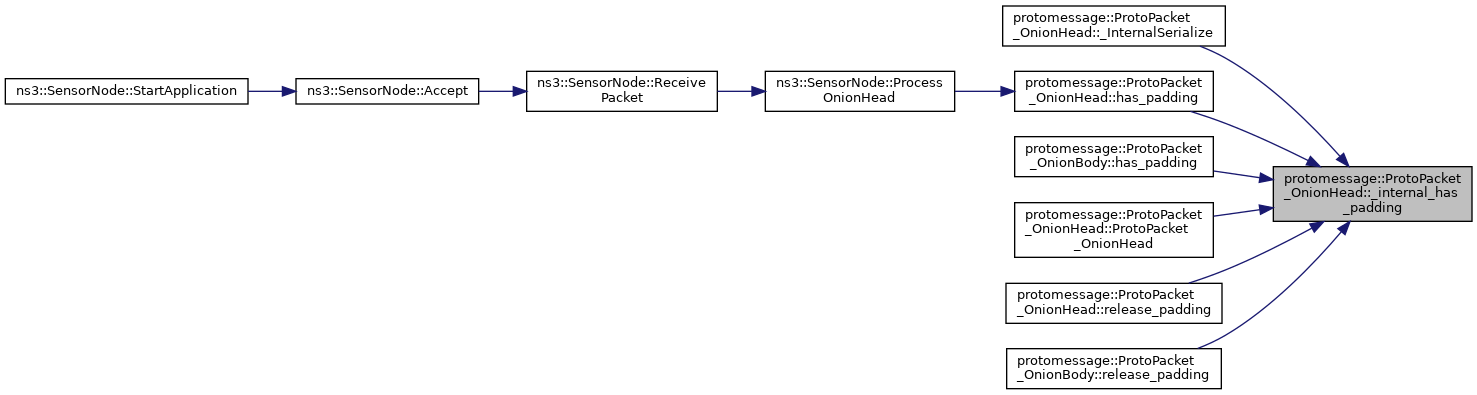 protomessage::ProtoPacket
_OnionHead::_InternalSerialize
ns3::SensorNode::StartApplication
ns3::SensorNode::Accept
ns3::SensorNode::Receive
Packet
ns3::SensorNode::Process
OnionHead
protomessage::ProtoPacket
_OnionHead::has_padding
protomessage::ProtoPacket
_OnionBody::has_padding
protomessage::ProtoPacket
_OnionHead::ProtoPacket
_OnionHead
protomessage::ProtoPacket
_OnionHead::release_padding
protomessage::ProtoPacket
_OnionBody::release_padding
protomessage::ProtoPacket
_OnionHead::_internal_has
_padding